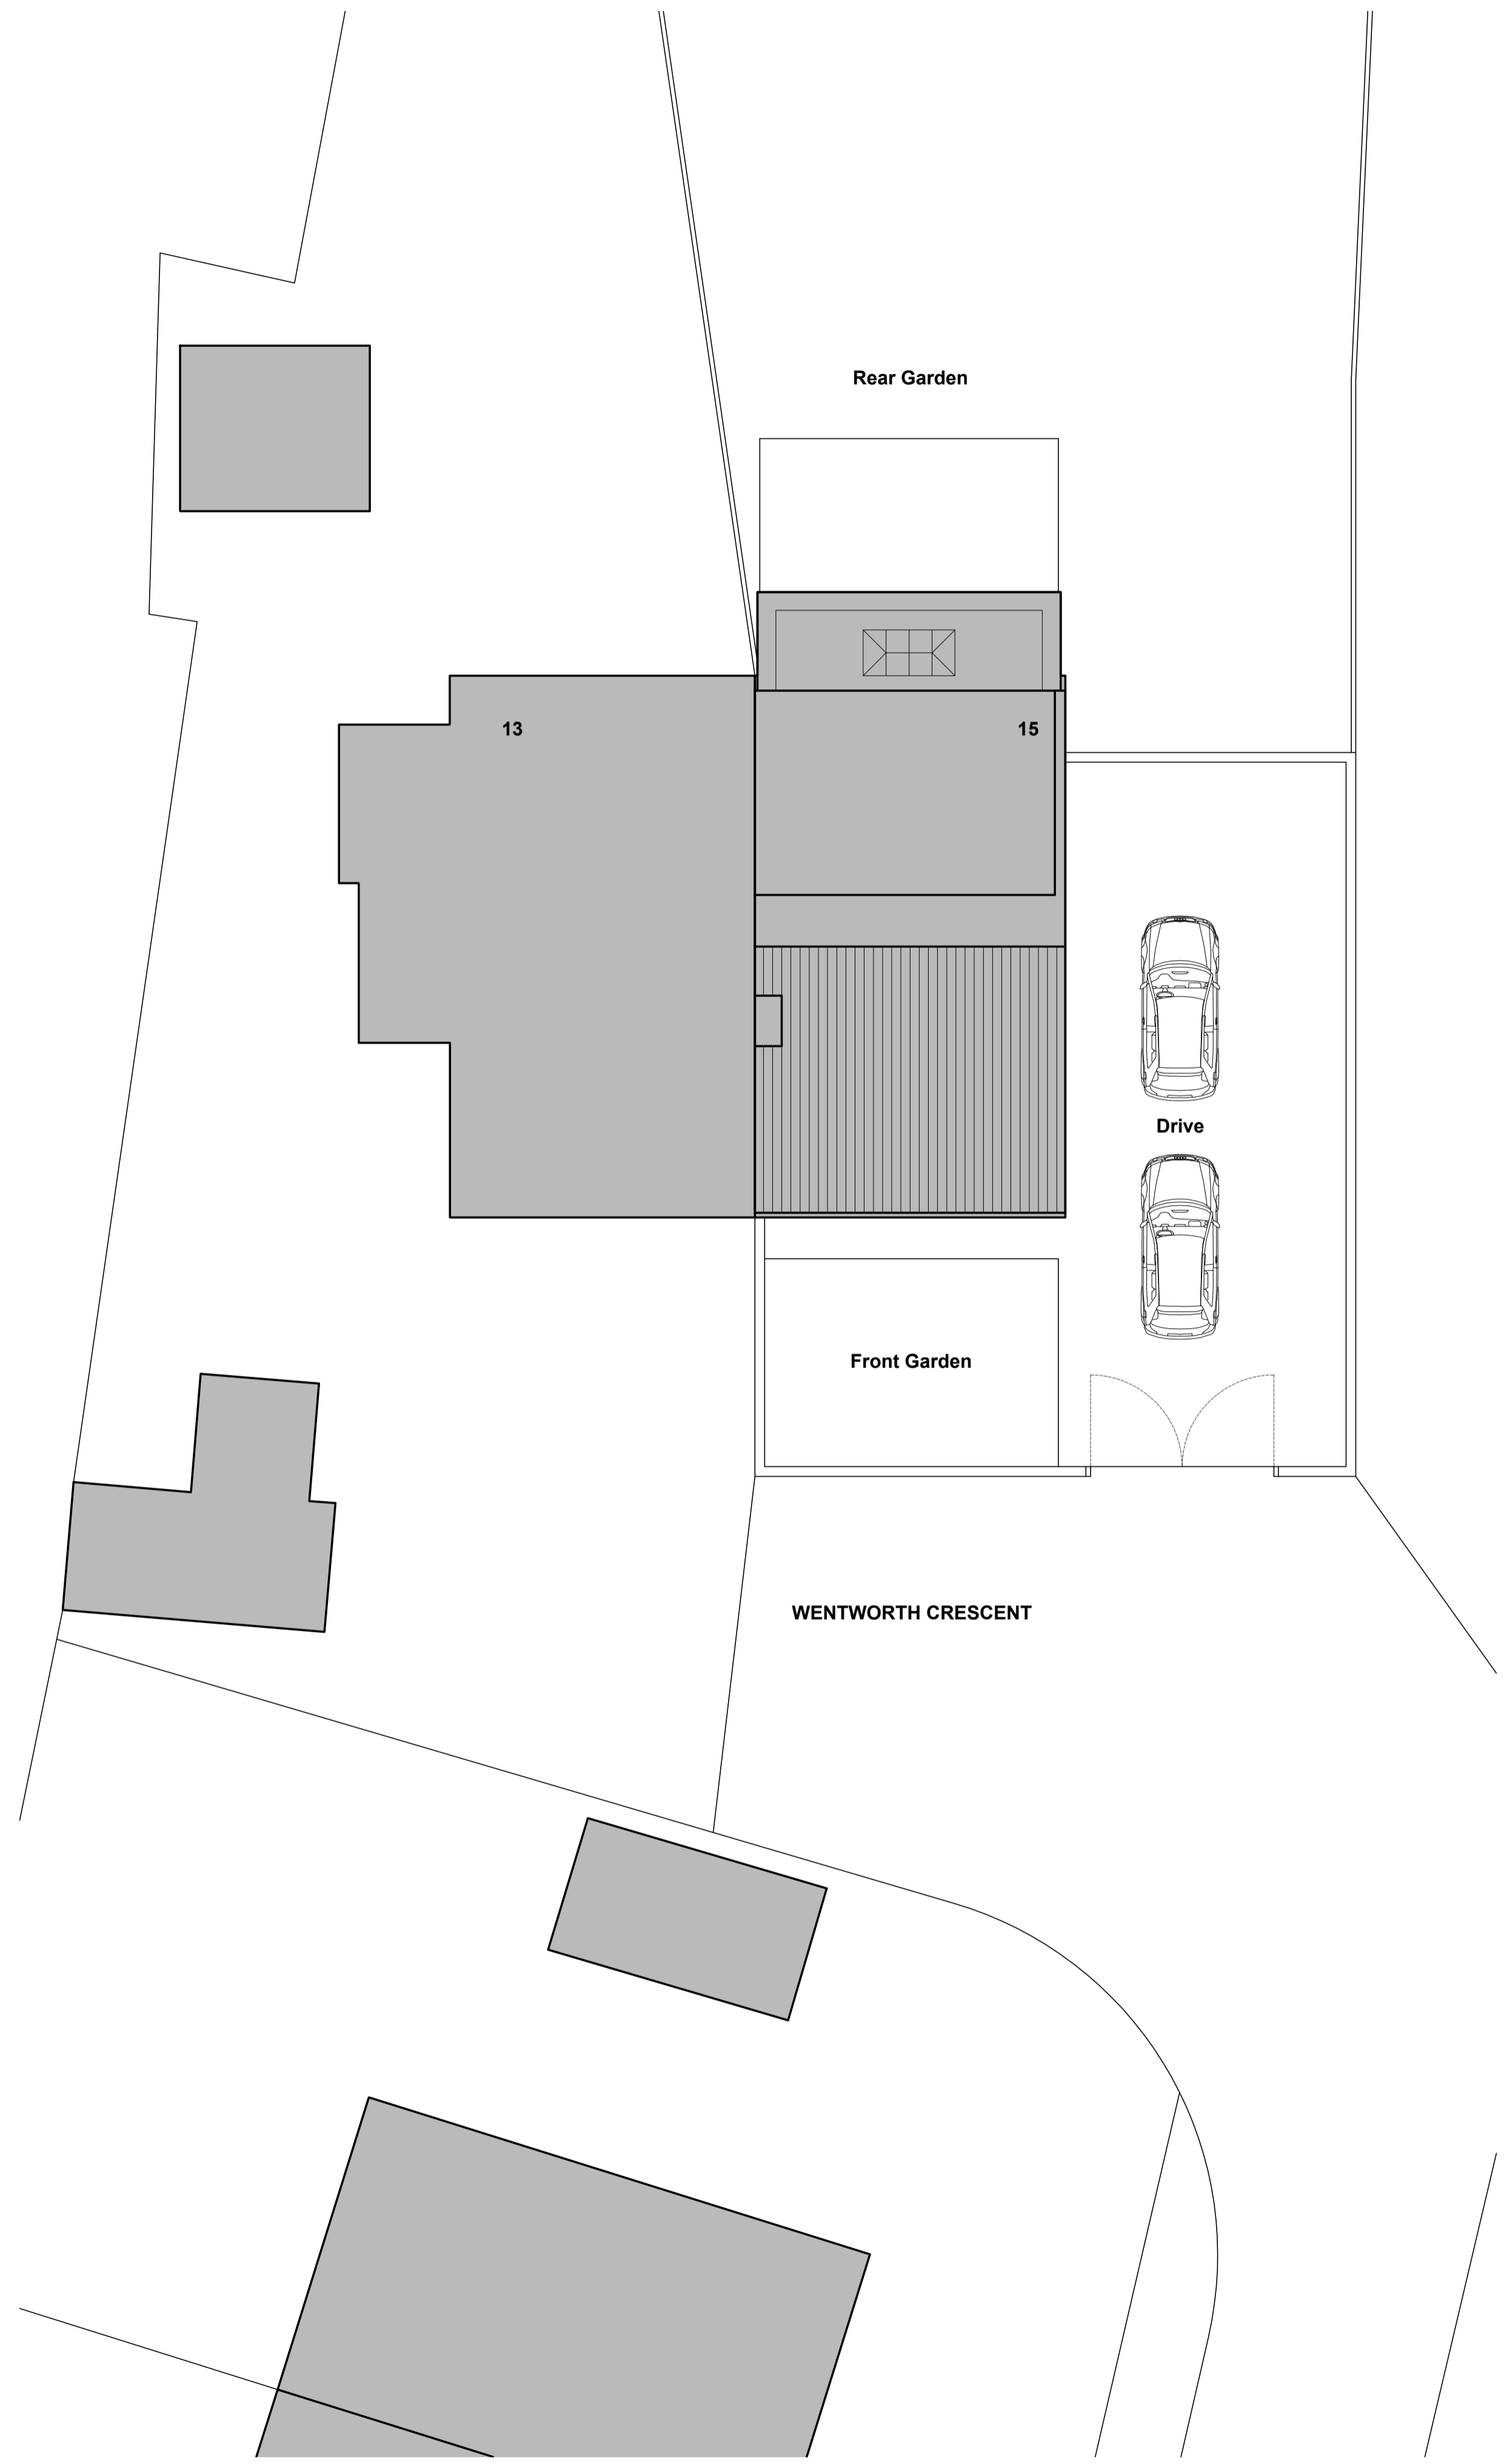 Rear Garden
13
15
Drive
Front Garden
WENTWORTH CRESCENT